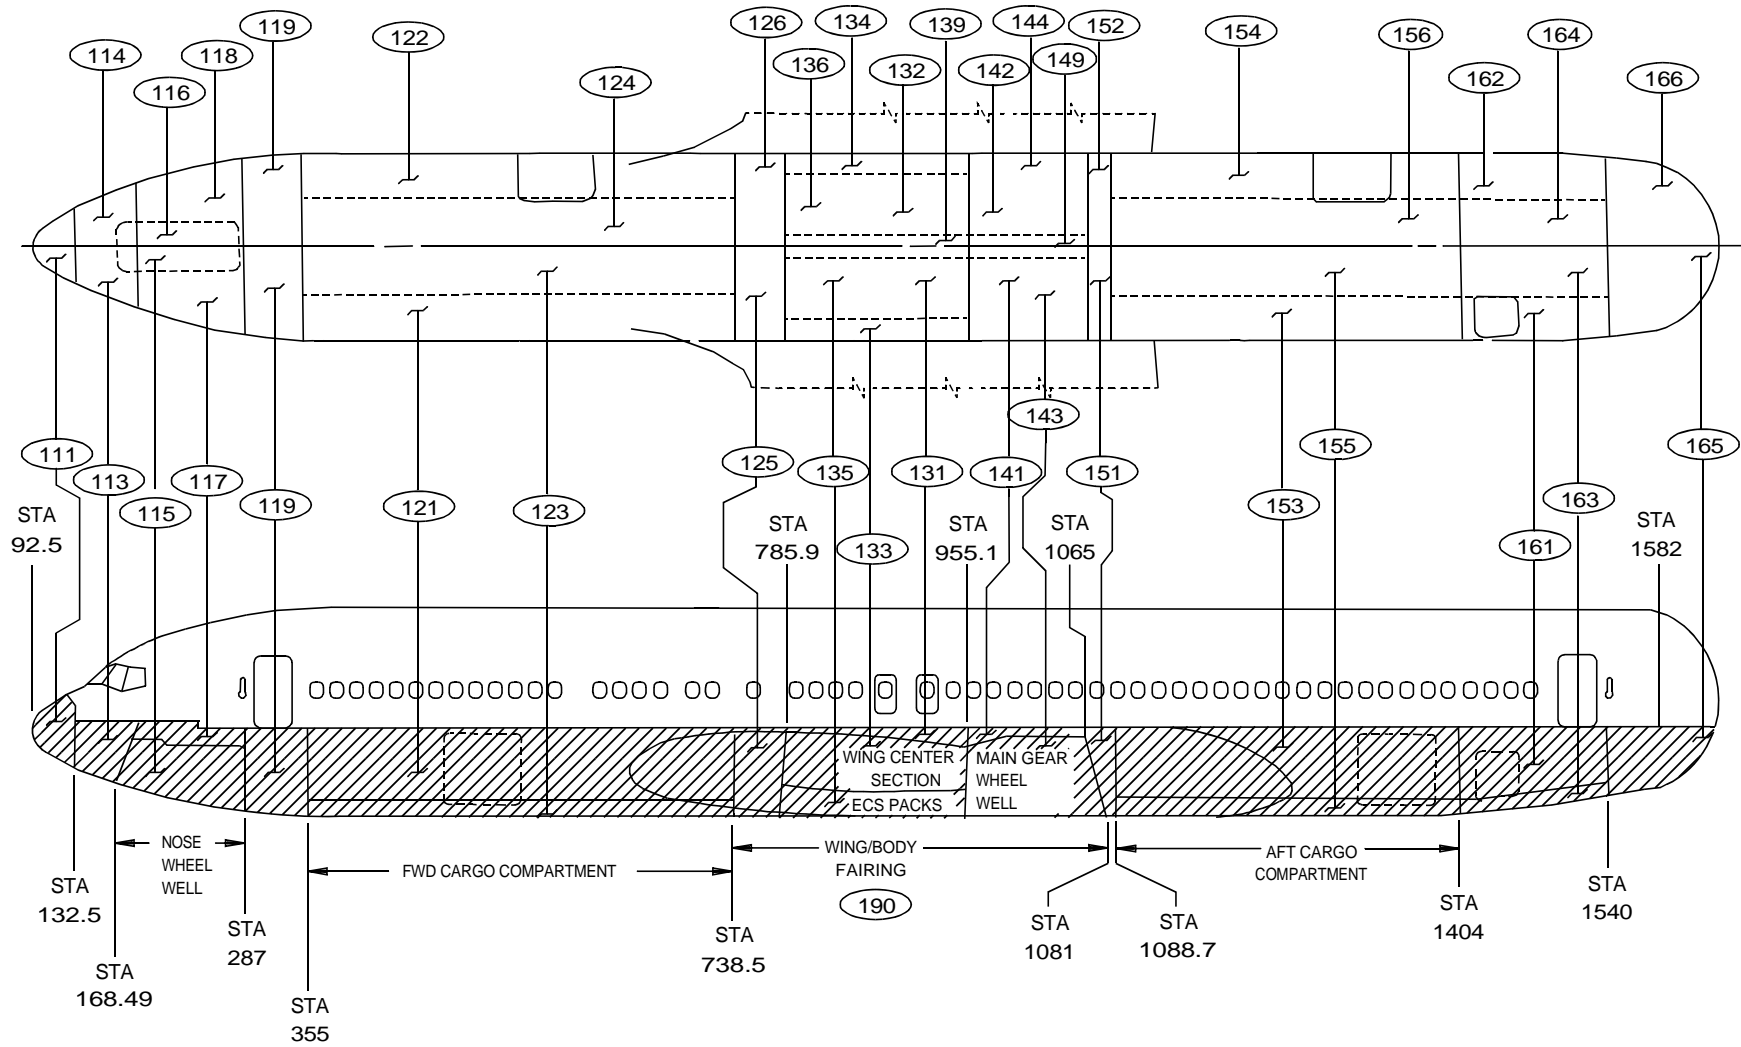 119
122
126
134
139
144
152
154
156
164
114
118
116
124
136
132
142
149
162
166
111
113
117
115
119
121
123
125
135
131
141
143
151
133
155
153
163
161
165
STA
92.5
STA
785.9
STA
955.1
STA
1065
STA
1582
WING CENTER
SECTION
ECS PACKS
MAIN GEAR
WHEEL
WELL
NOSE
WHEEL
WELL
FWD CARGO COMPARTMENT
WING/BODY
FAIRING
190
AFT CARGO
COMPARTMENT
STA
132.5
STA
168.49
STA
287
STA
355
STA
738.5
STA
1081
STA
1088.7
STA
1404
STA
1540